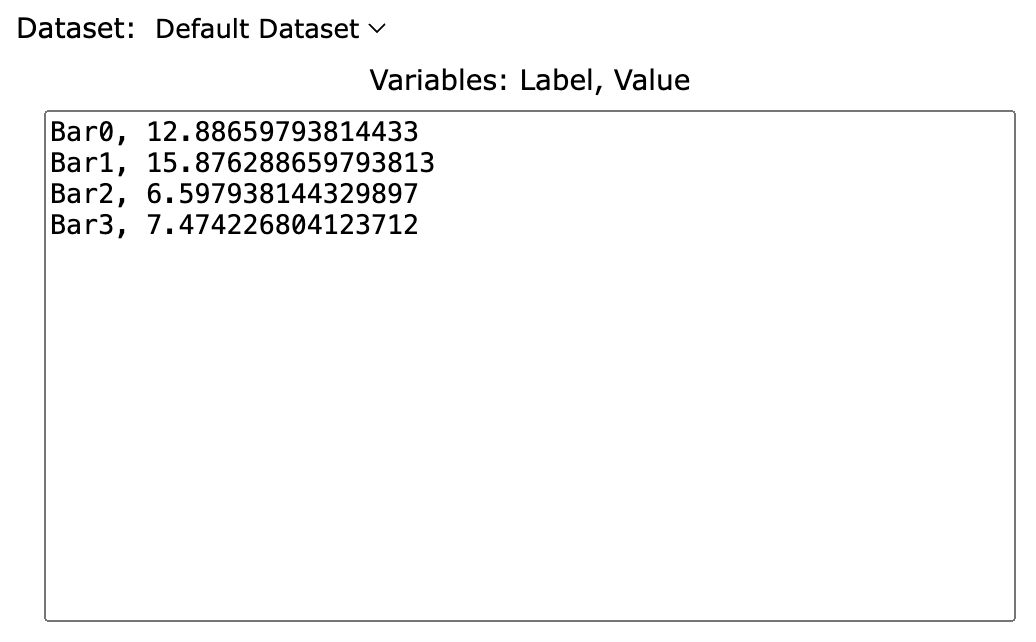 Dataset: Default Dataset
Variables: Label, Value
Bar0, 12.88659793814433
Bar1, 15.876288659793813
Bar2, 6.597938144329897
Bar3, 7.474226804123712